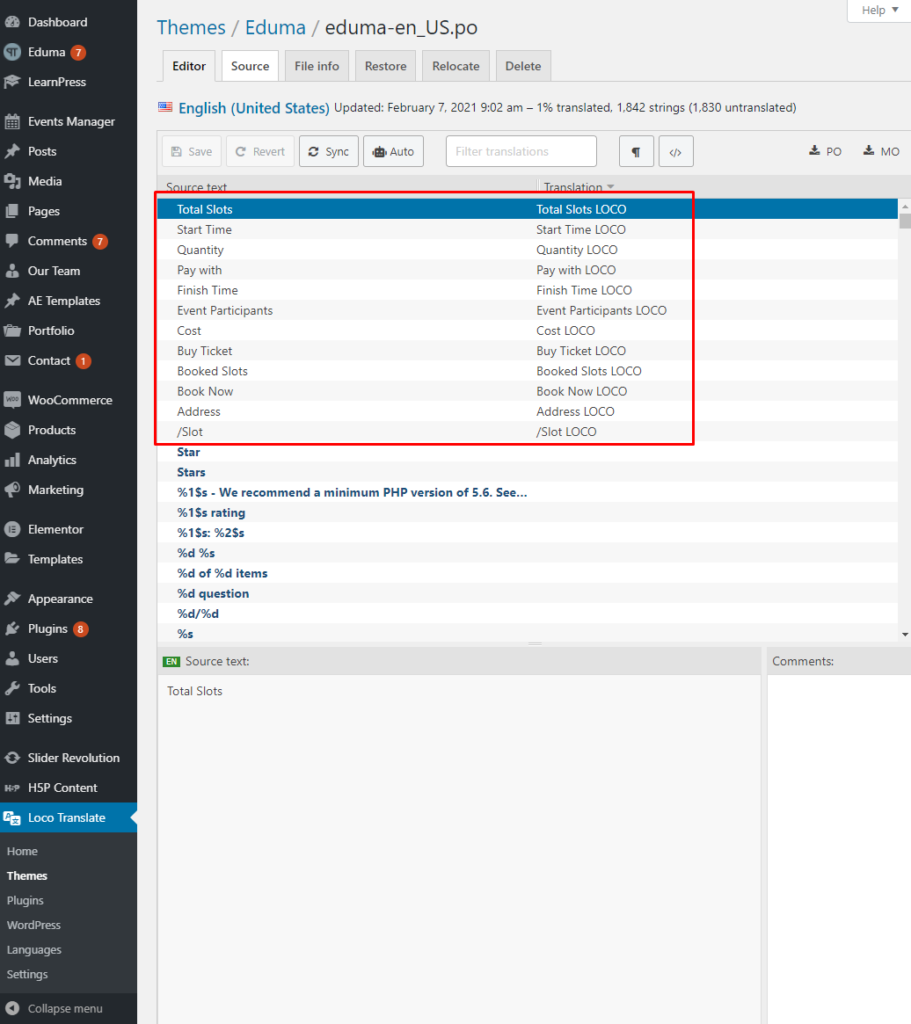 Help ▼
Themes / Eduma / eduma-en_US.po
Editor Source File info Restore Relocate Delete
English (United States) Updated: February 7, 2021 9:02 am – 1% translated, 1,842 strings (1,830 untranslated)
Save Revert Sync Auto Filter translations ¶ </> PO MO
Source text Translation
Total Slots Total Slots LOCO
Start Time Start Time LOCO
Quantity Quantity LOCO
Pay with Pay with LOCO
Finish Time Finish Time LOCO
Event Participants Event Participants LOCO
Cost Cost LOCO
Buy Ticket Buy Ticket LOCO
Booked Slots Booked Slots LOCO
Book Now Book Now LOCO
Address Address LOCO
/Slot /Slot LOCO
Star
Stars
%1$s - We recommend a minimum PHP version of 5.6. See...
%1$s rating
%1$s: %2$s
%d %s
%d of %d items
%d question
%d/%d
%s
EN Source text:
Total Slots
Comments:
Dashboard
Eduma 7
LearnPress
Events Manager
Posts
Media
Pages
Comments 7
Our Team
AE Templates
Portfolio
Contact 1
WOO WooCommerce
Products
Analytics
Marketing
Elementor
Templates
Appearance
Plugins 8
Users
Tools
Settings
Slider Revolution
H5P H5P Content
Loco Translate
Home
Themes
Plugins
WordPress
Languages
Settings
Collapse menu